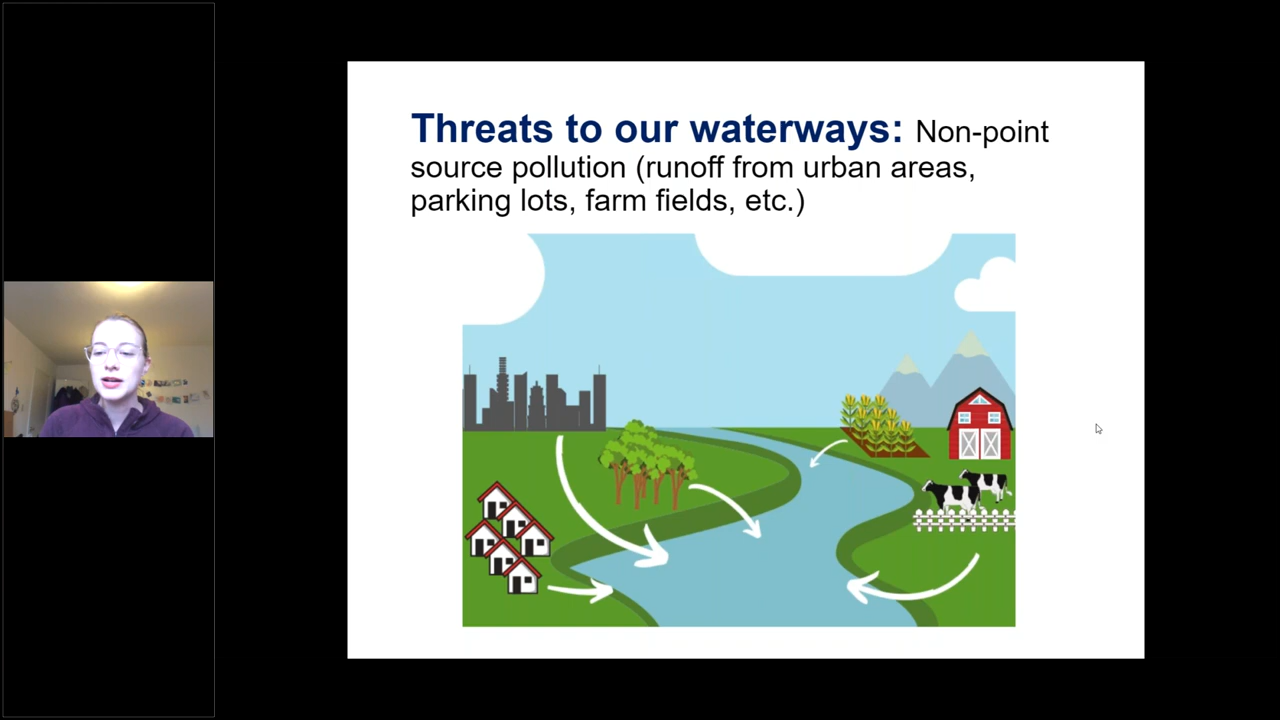 Threats to our waterways: Non-point
source pollution (runoff from urban areas,
parking lots, farm fields, etc.)